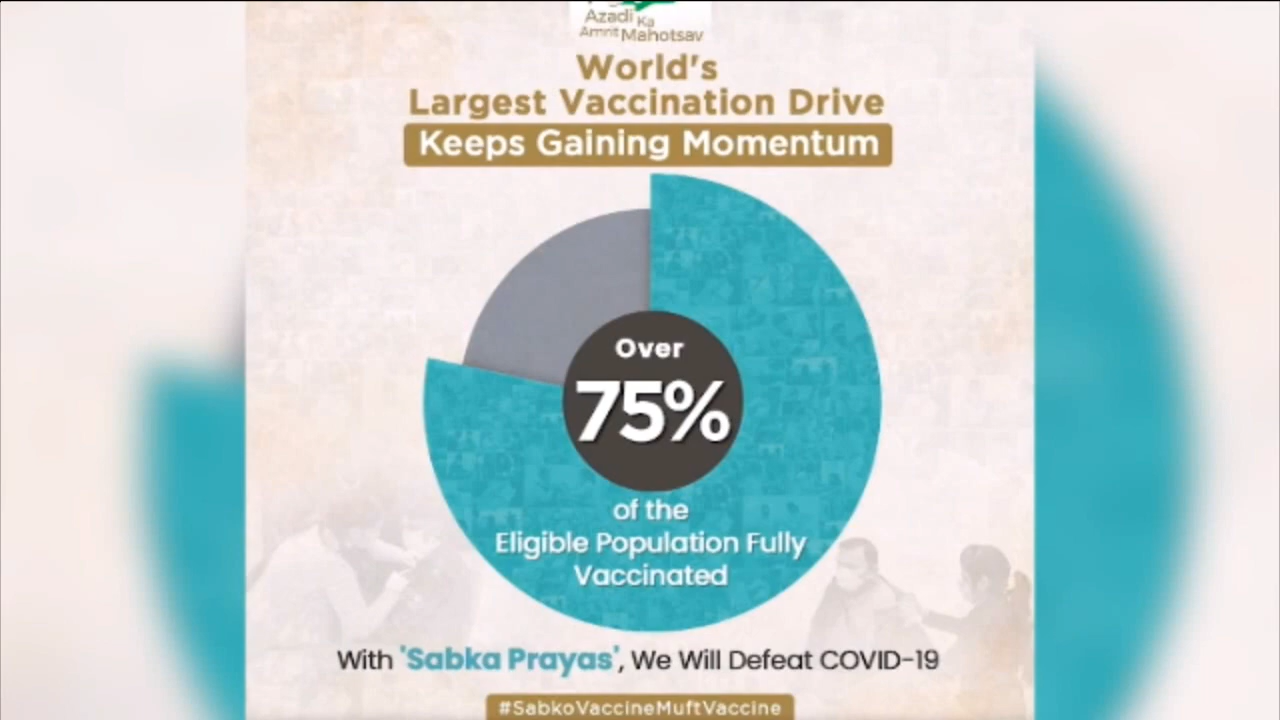 Azadi Ka
Amrit Mahotsav
World's
Largest Vaccination Drive
Keeps Gaining Momentum
Over
75%
of the
Eligible Population Fully
Vaccinated
With 'Sabka Prayas', We Will Defeat COVID-19
#SabkoVaccineMuftVaccine